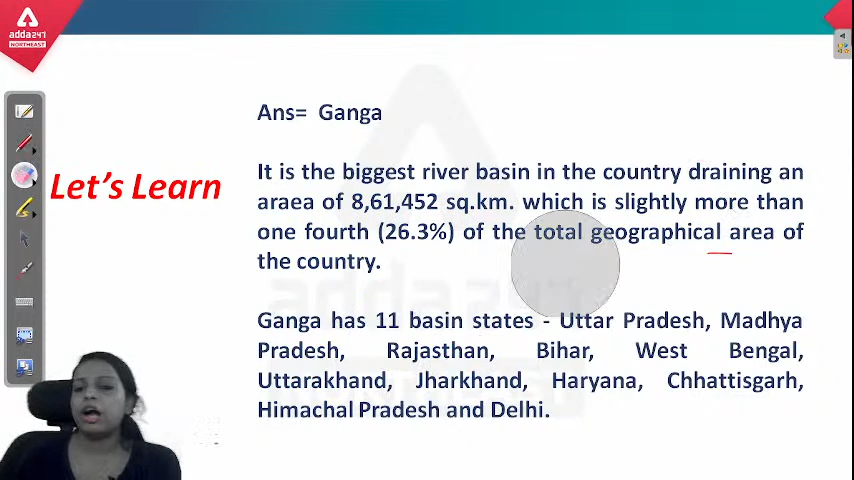 adda247
NORTHEAST
Ans= Ganga
It is the biggest river basin in the country draining an
araea of 8,61,452 sq.km. which is slightly more than
one fourth (26.3%) of the total geographical area of
the country.
Let's Learn
Ganga has 11 basin states - Uttar Pradesh, Madhya
Pradesh, Rajasthan, Bihar, West Bengal,
Uttarakhand, Jharkhand, Haryana, Chhattisgarh,
Himachal Pradesh and Delhi.
adda247